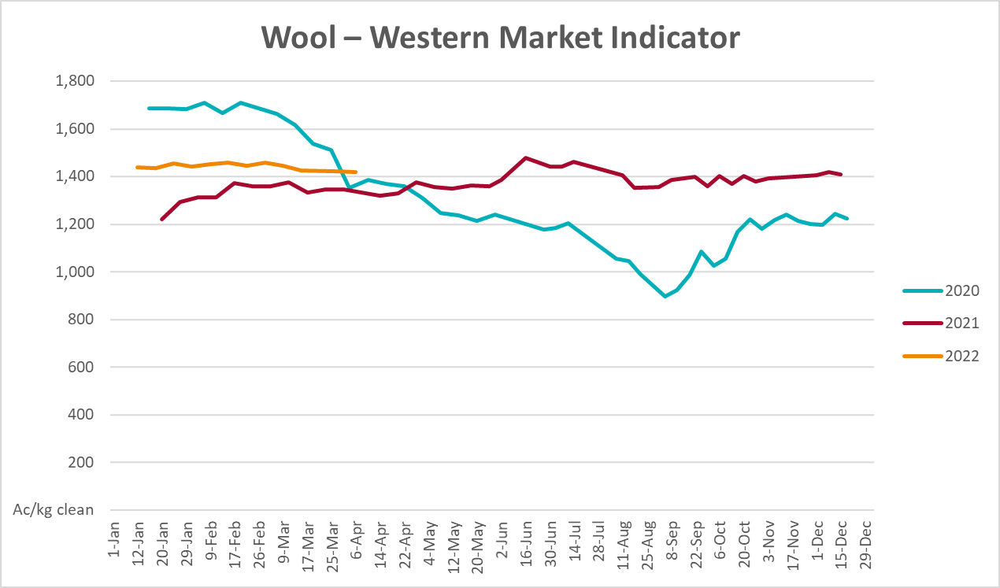 Wool – Western Market Indicator
1,800
1,600
1,400
1,200
1,000
800
600
400
200
Ac/kg clean
1-Jan
12-Jan
20-Jan
29-Jan
9-Feb
17-Feb
26-Feb
9-Mar
17-Mar
25-Mar
6-Apr
14-Apr
22-Apr
4-May
12-May
20-May
2-Jun
16-Jun
30-Jun
14-Jul
28-Jul
11-Aug
25-Aug
8-Sep
22-Sep
6-Oct
20-Oct
3-Nov
17-Nov
1-Dec
15-Dec
29-Dec
2020
2021
2022